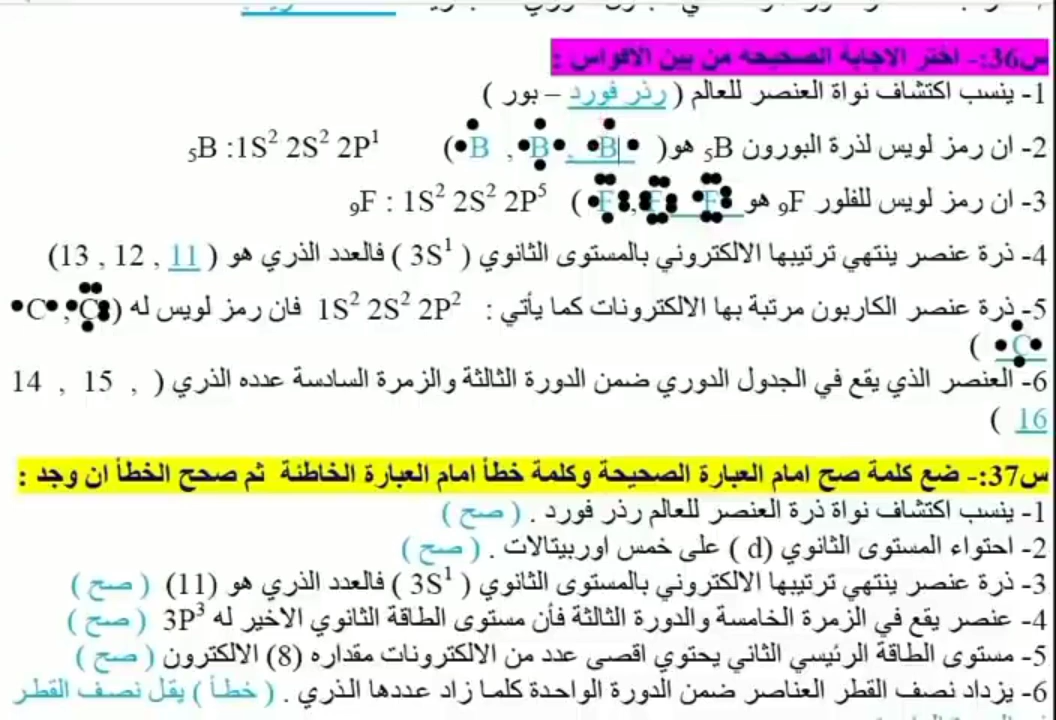 س36:- اختر الاجابة الصحيحه من بين الاقواس :
1- ينسب اكتشاف نواة العنصر للعالم ( رذر فورد – بور )
2- ان رمز لويس لذرة البورون ₅B هو( B , B , B ) ₅B :1S² 2S² 2P¹
3- ان رمز لويس للفلور ₉F هو F , F , F ) ₉F : 1S² 2S² 2P⁵ )
4- ذرة عنصر ينتهي ترتيبها الالكتروني بالمستوى الثانوي ( 3S¹ ) فالعدد الذري هو ( 11 , 12 , 13)
5- ذرة عنصر الكاربون مرتبة بها الالكترونات كما يأتي : 1S² 2S² 2P² فان رمز لويس له ( C , C
C )
6- العنصر الذي يقع في الجدول الدوري ضمن الدورة الثالثة والزمرة السادسة عدده الذري ( , 15 , 14
16 )
س37:- ضع كلمة صح امام العبارة الصحيحة وكلمة خطأ امام العبارة الخاطئة ثم صحح الخطأ ان وجد :
1- ينسب اكتشاف نواة ذرة العنصر للعالم رذر فورد . ( صح )
2- احتواء المستوى الثانوي (d ) على خمس اوربيتالات . ( صح )
3- ذرة عنصر ينتهي ترتيبها الالكتروني بالمستوى الثانوي ( 3S¹ ) فالعدد الذري هو (11) ( صح )
4- عنصر يقع في الزمرة الخامسة والدورة الثالثة فأن مستوى الطاقة الثانوي الاخير له 3P³ ( صح )
5- مستوى الطاقة الرئيسي الثاني يحتوي اقصى عدد من الالكترونات مقداره (8) الالكترون ( صح )
6- يزداد نصف القطر العناصر ضمن الدورة الواحدة كلما زاد عددها الذري . ( خطأ ) يقل نصف القطر